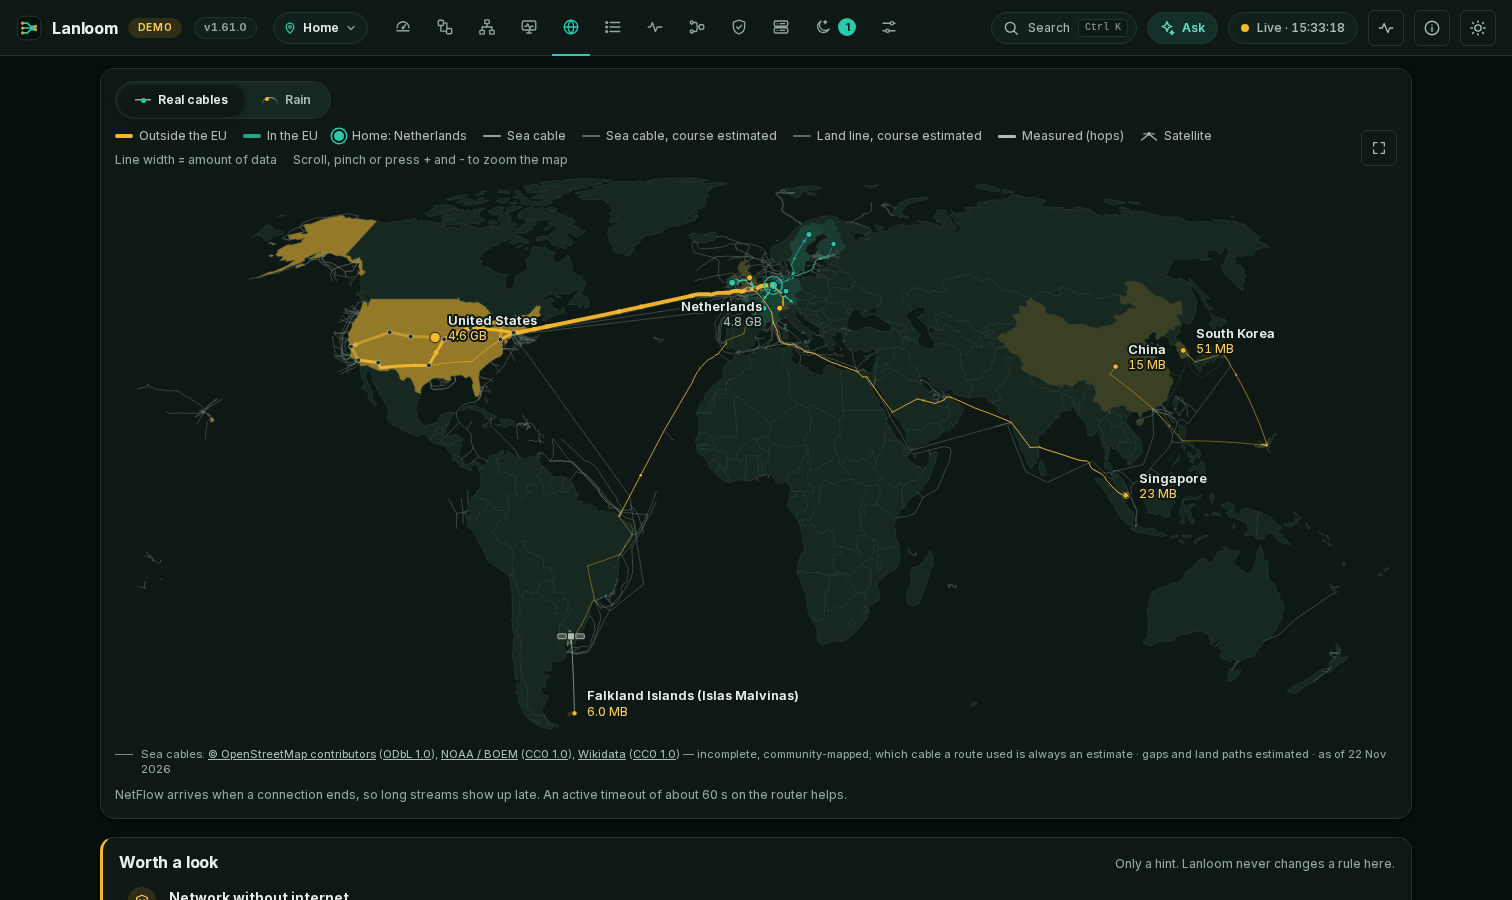 Lanloom DEMO v1.61.0 Home 1 Search Ctrl K Ask Live · 15:33:18
Real cables Rain
Outside the EU In the EU Home: Netherlands Sea cable Sea cable, course estimated Land line, course estimated Measured (hops) Satellite
Line width = amount of data Scroll, pinch or press + and - to zoom the map
Netherlands
4.8 GB
United States
4.6 GB
South Korea
51 MB
China
15 MB
Singapore
23 MB
Falkland Islands (Islas Malvinas)
6.0 MB
Sea cables: © OpenStreetMap contributors (ODbL 1.0), NOAA / BOEM (CC0 1.0), Wikidata (CC0 1.0) — incomplete, community-mapped; which cable a route used is always an estimate · gaps and land paths estimated · as of 22 Nov
2026
NetFlow arrives when a connection ends, so long streams show up late. An active timeout of about 60 s on the router helps.
Worth a look Only a hint. Lanloom never changes a rule here.
Network without internet